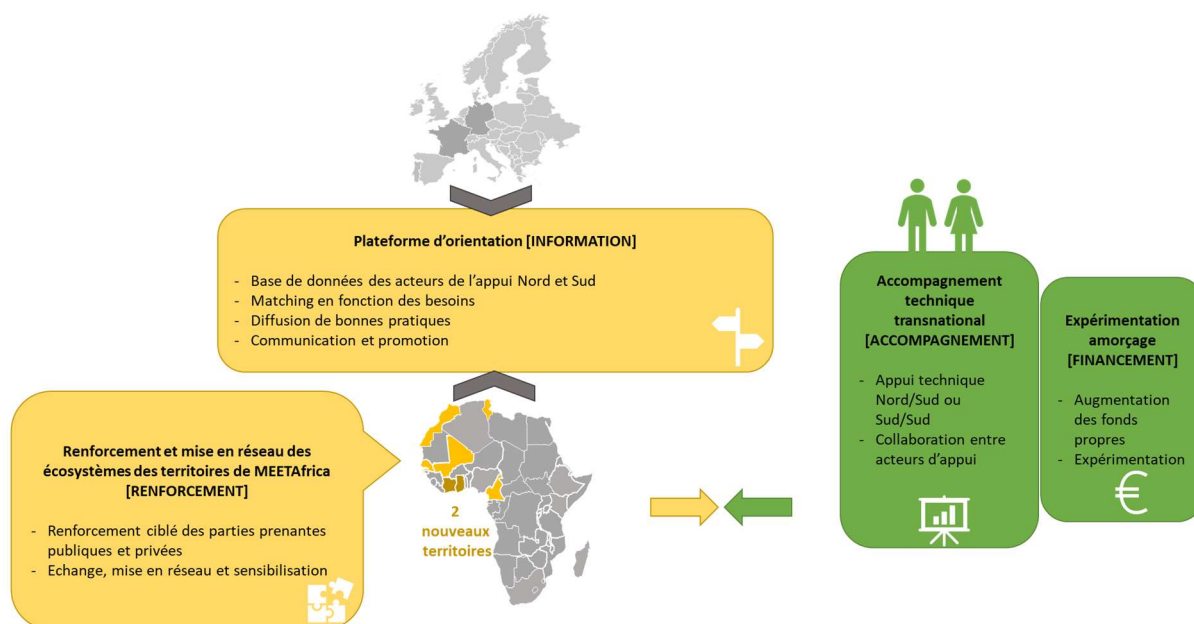 Plateforme d'orientation [INFORMATION]
- Base de données des acteurs de l'appui Nord et Sud
- Matching en fonction des besoins
- Diffusion de bonnes pratiques
- Communication et promotion
Renforcement et mise en réseau des
écosystèmes des territoires de MEETAfrica
[RENFORCEMENT]
- Renforcement ciblé des parties prenantes
publiques et privées
- Echange, mise en réseau et sensibilisation
2
nouveaux
territoires
Accompagnement
technique
transnational
[ACCOMPAGNEMENT]
- Appui technique
Nord/Sud ou
Sud/Sud
- Collaboration entre
acteurs d'appui
Expérimentation
amorçage
[FINANCEMENT]
- Augmentation
des fonds
propres
- Expérimentation
€